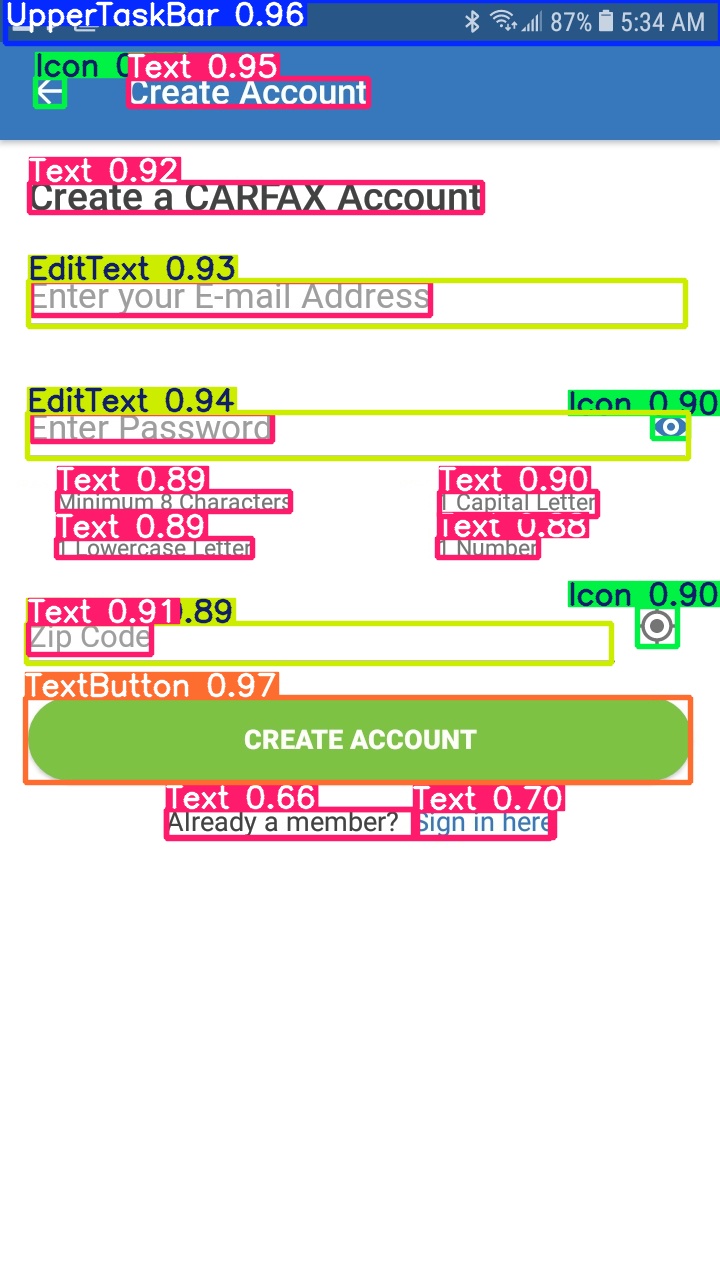 UpperTaskBar 0.96
87% 5:34 AM
Icon 0. Text 0.95
Create Account
Text 0.92
Create a CARFAX Account
EditText 0.93
Enter your E-mail Address
EditText 0.94 Icon 0.90
Enter Password
Text 0.89 Text 0.90
Minimum 8 Characters 1 Capital Letter
Text 0.89 Text 0.88
1 Lowercase Letter 1 Number
Text 0.91 0.89 Icon 0.90
Zip Code
TextButton 0.97
CREATE ACCOUNT
Text 0.66 Text 0.70
Already a member? Sign in here